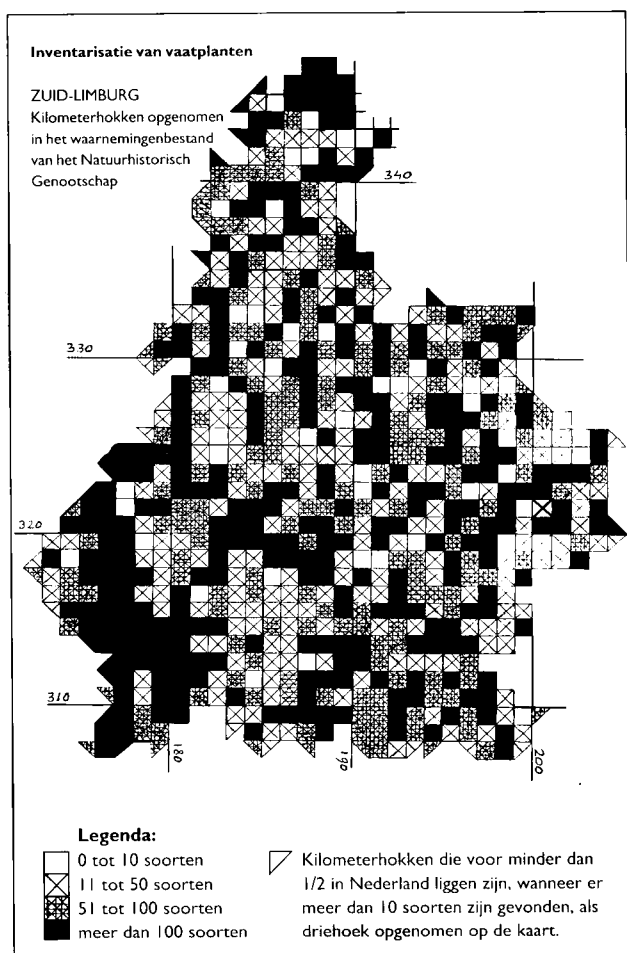 Inventarisatie van vaatplanten
ZUID-LIMBURG
Kilometerhokken opgenomen
in het waarnemingenbestand
van het Natuurhistorisch
Genootschap
340
330
320
310
180
190
200
Legenda:
0 tot 10 soorten
11 tot 50 soorten
51 tot 100 soorten
meer dan 100 soorten
Kilometerhokken die voor minder dan
1/2 in Nederland liggen zijn, wanneer er
meer dan 10 soorten zijn gevonden, als
driehoek opgenomen op de kaart.